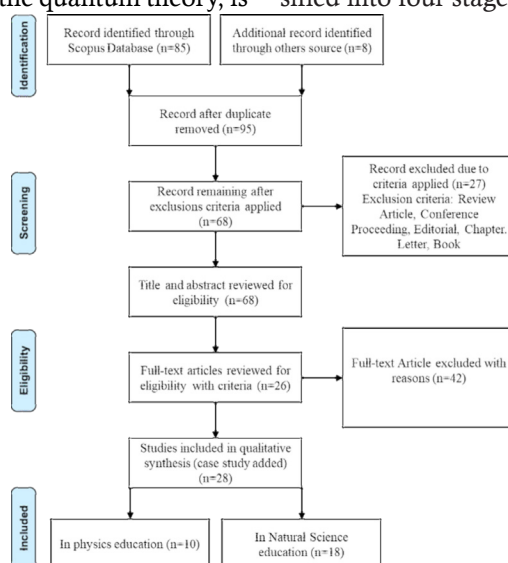 the quantum theory, is
sified into four stage
Identification
Record identified through
Scopus Database (n=85)
Additional record identified
through others source (n=8)
Record after duplicate
removed (n=95)
Screening
Record remaining after
exclusions criteria applied
(n=68)
Record excluded due to
criteria applied (n=27)
Exclusion criteria: Review
Article, Conference
Proceeding, Editorial, Chapter.
Letter, Book
Title and abstract reviewed for
eligibility (n=68)
Eligibility
Full-text articles reviewed for
eligibility with criteria (n=26)
Full-text Article excluded with
reasons (n=42)
Studies included in qualitative
synthesis (case study added)
(n=28)
Included
In physics education (n=10)
In Natural Science
education (n=18)